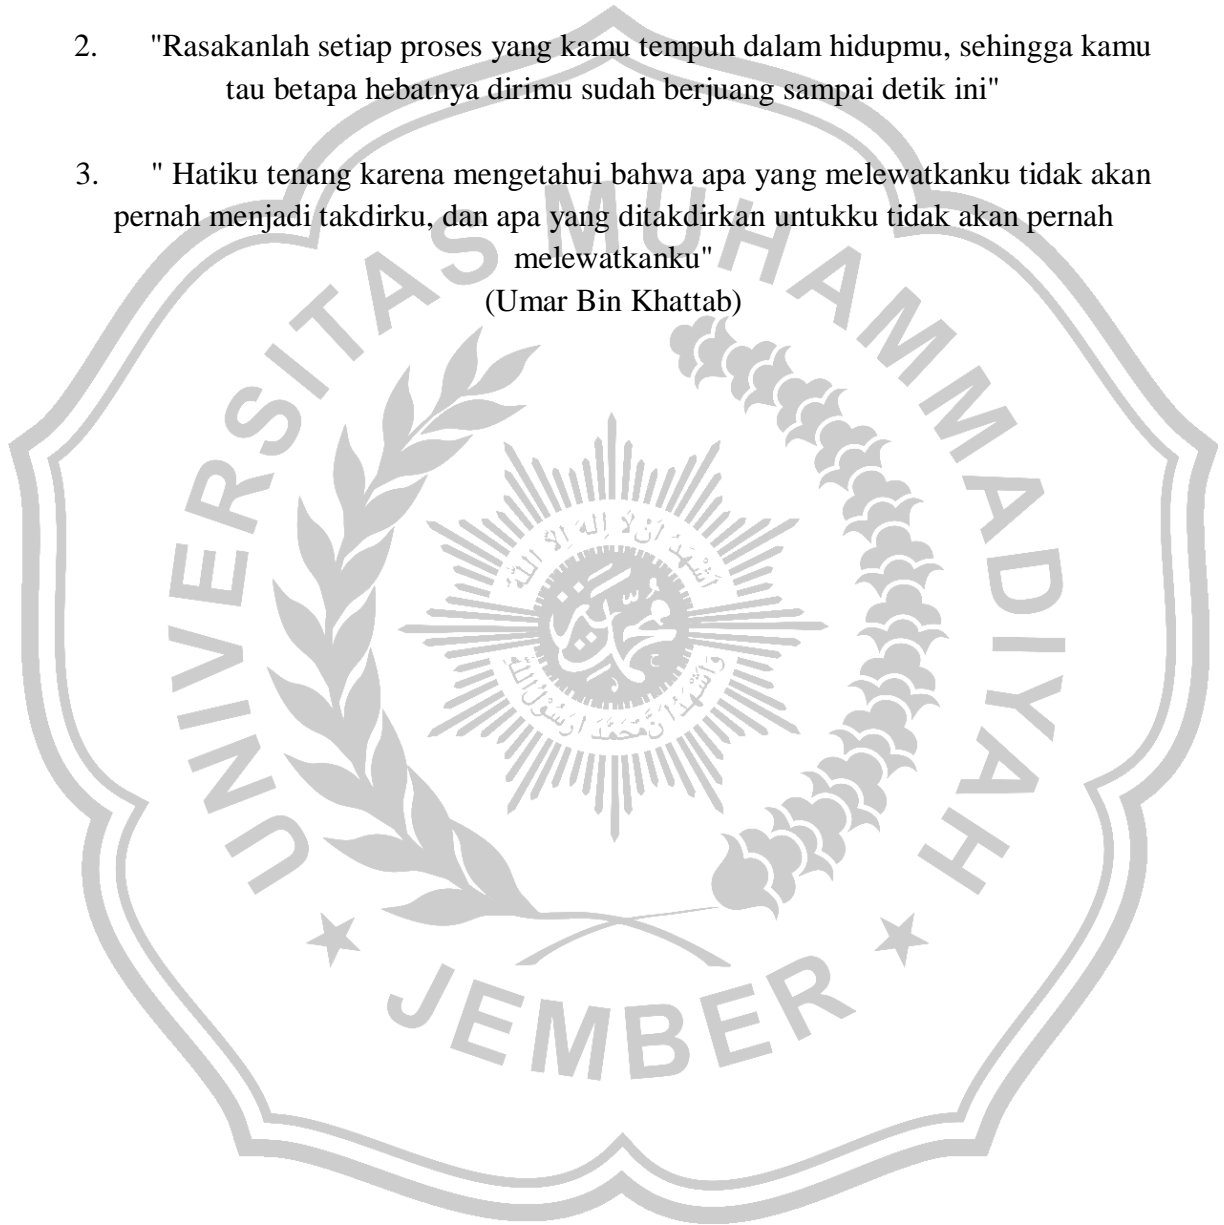 2. "Rasakanlah setiap proses yang kamu tempuh dalam hidupmu, sehingga kamu
tau betapa hebatnya dirimu sudah berjuang sampai detik ini"
3. " Hatiku tenang karena mengetahui bahwa apa yang melewatkanku tidak akan
pernah menjadi takdirku, dan apa yang ditakdirkan untukku tidak akan pernah
melewatkanku"
(Umar Bin Khattab)
UNIVERSITAS MUHAMMADIYAH
JEMBER